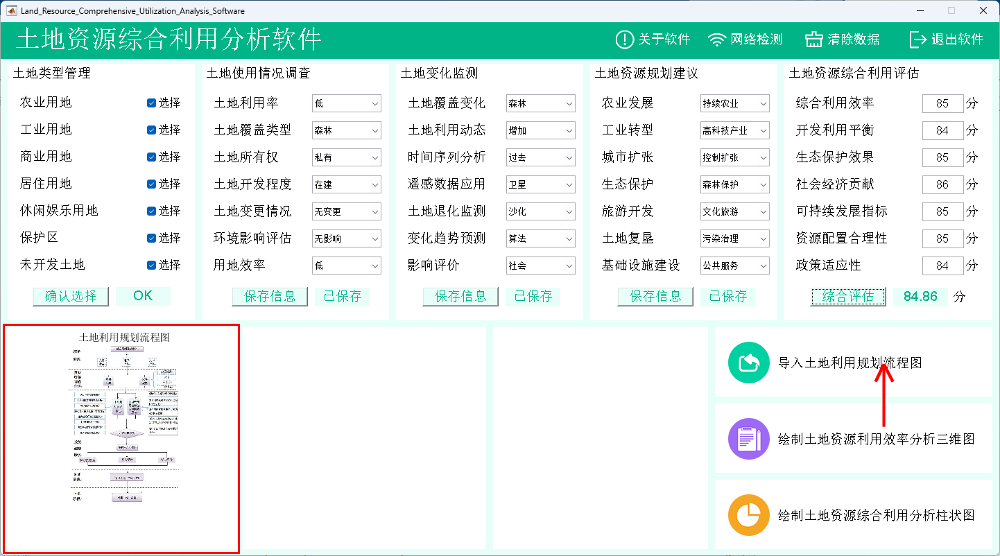 Land_Resource_Comprehensive_Utilization_Analysis_Software
土地资源综合利用分析软件
关于软件
网络检测
清除数据
退出软件
土地类型管理
农业用地 选择
工业用地 选择
商业用地 选择
居住用地 选择
休闲娱乐用地 选择
保护区 选择
未开发土地 选择
确认选择 OK
土地使用情况调查
土地利用率 低
土地覆盖类型 森林
土地所有权 私有
土地开发程度 在建
土地变更情况 无变更
环境影响评估 无影响
用地效率 低
保存信息 已保存
土地变化监测
土地覆盖变化 森林
土地利用动态 增加
时间序列分析 过去
遥感数据应用 卫星
土地退化监测 沙化
变化趋势预测 算法
影响评价 社会
保存信息 已保存
土地资源规划建议
农业发展 持续农业
工业转型 高科技产业
城市扩张 控制扩张
生态保护 森林保护
旅游开发 文化旅游
土地复垦 污染治理
基础设施建设 公共服务
保存信息 已保存
土地资源综合利用评估
综合利用效率 85 分
开发利用平衡 84 分
生态保护效果 85 分
社会经济贡献 86 分
可持续发展指标 85 分
资源配置合理性 85 分
政策适应性 84 分
综合评估 84.86 分
土地利用规划流程图
导入土地利用规划流程图
绘制土地资源利用效率分析三维图
绘制土地资源综合利用分析柱状图